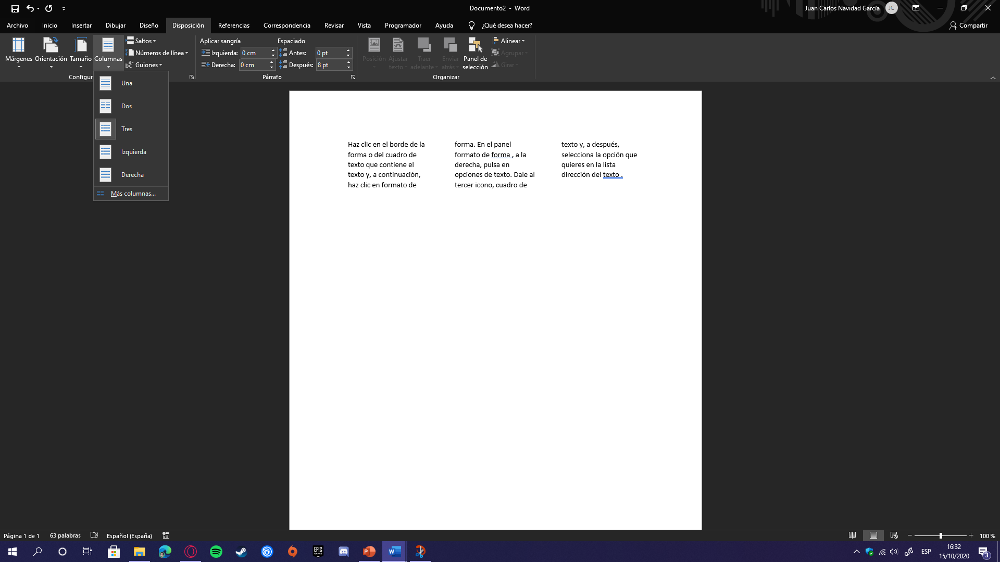 Documento2 - Word
Juan Carlos Navidad García
JC
Archivo
Inicio
Insertar
Dibujar
Diseño
Disposición
Referencias
Correspondencia
Revisar
Vista
Programador
Ayuda
¿Qué desea hacer?
Compartir
Márgenes
Orientación
Tamaño
Columnas
Saltos
Números de línea
Guiones
Configura
Aplicar sangría
Izquierda: 0 cm
Derecha: 0 cm
Espaciado
Antes: 0 pt
Después: 8 pt
Párrafo
Posición
Ajustar
texto
Traer
adelante
Enviar
atrás
Panel de
selección
Alinear
Agrupar
Girar
Organizar
Una
Dos
Tres
Izquierda
Derecha
Más columnas...
Haz clic en el borde de la
forma o del cuadro de
texto que contiene el
texto y, a continuación,
haz clic en formato de
forma. En el panel
formato de forma , a la
derecha, pulsa en
opciones de texto. Dale al
tercer icono, cuadro de
texto y, a después,
selecciona la opción que
quieres en la lista
dirección del texto .
Página 1 de 1
63 palabras
Español (España)
100 %
EPIC
GAMES
P
W
ESP
16:32
15/10/2020
3